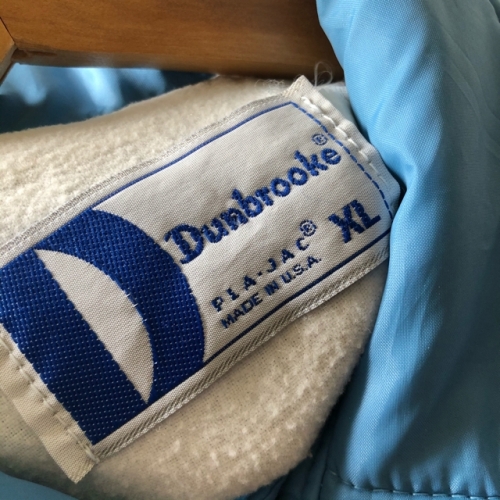 Dunbrooke®
PLA-JAC® XL
MADE IN U.S.A.